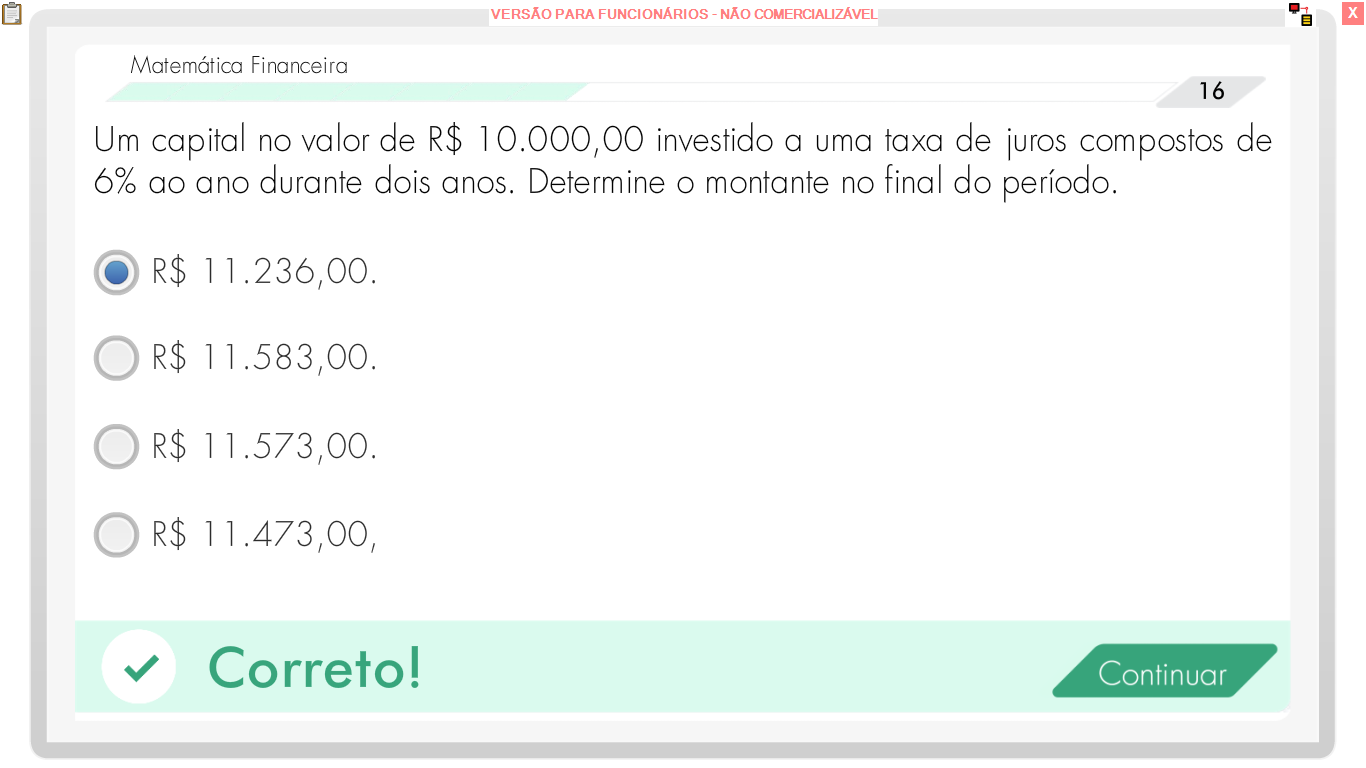 VERSÃO PARA FUNCIONÁRIOS - NÃO COMERCIALIZÁVEL
X
Matemática Financeira
16
Um capital no valor de R$ 10.000,00 investido a uma taxa de juros compostos de
6% ao ano durante dois anos. Determine o montante no final do período.
R$ 11.236,00.
R$ 11.583,00.
R$ 11.573,00.
R$ 11.473,00,
Correto!
Continuar